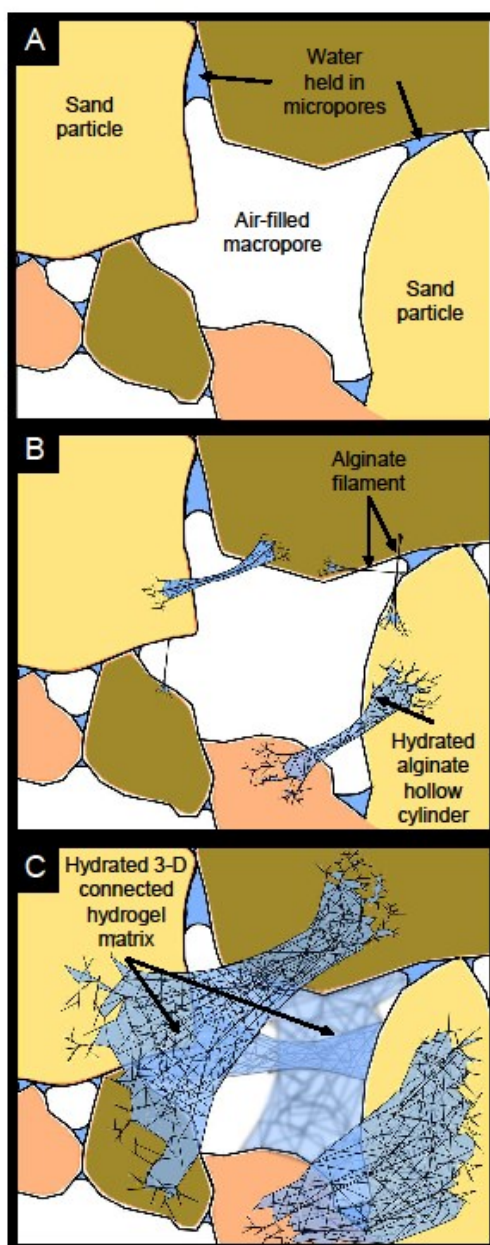 A
Water
held in
micropores
Sand
particle
Air-filled
macropore
Sand
particle
B
Alginate
filament
Hydrated
alginate
hollow
cylinder
C
Hydrated 3-D
connected
hydrogel
matrix